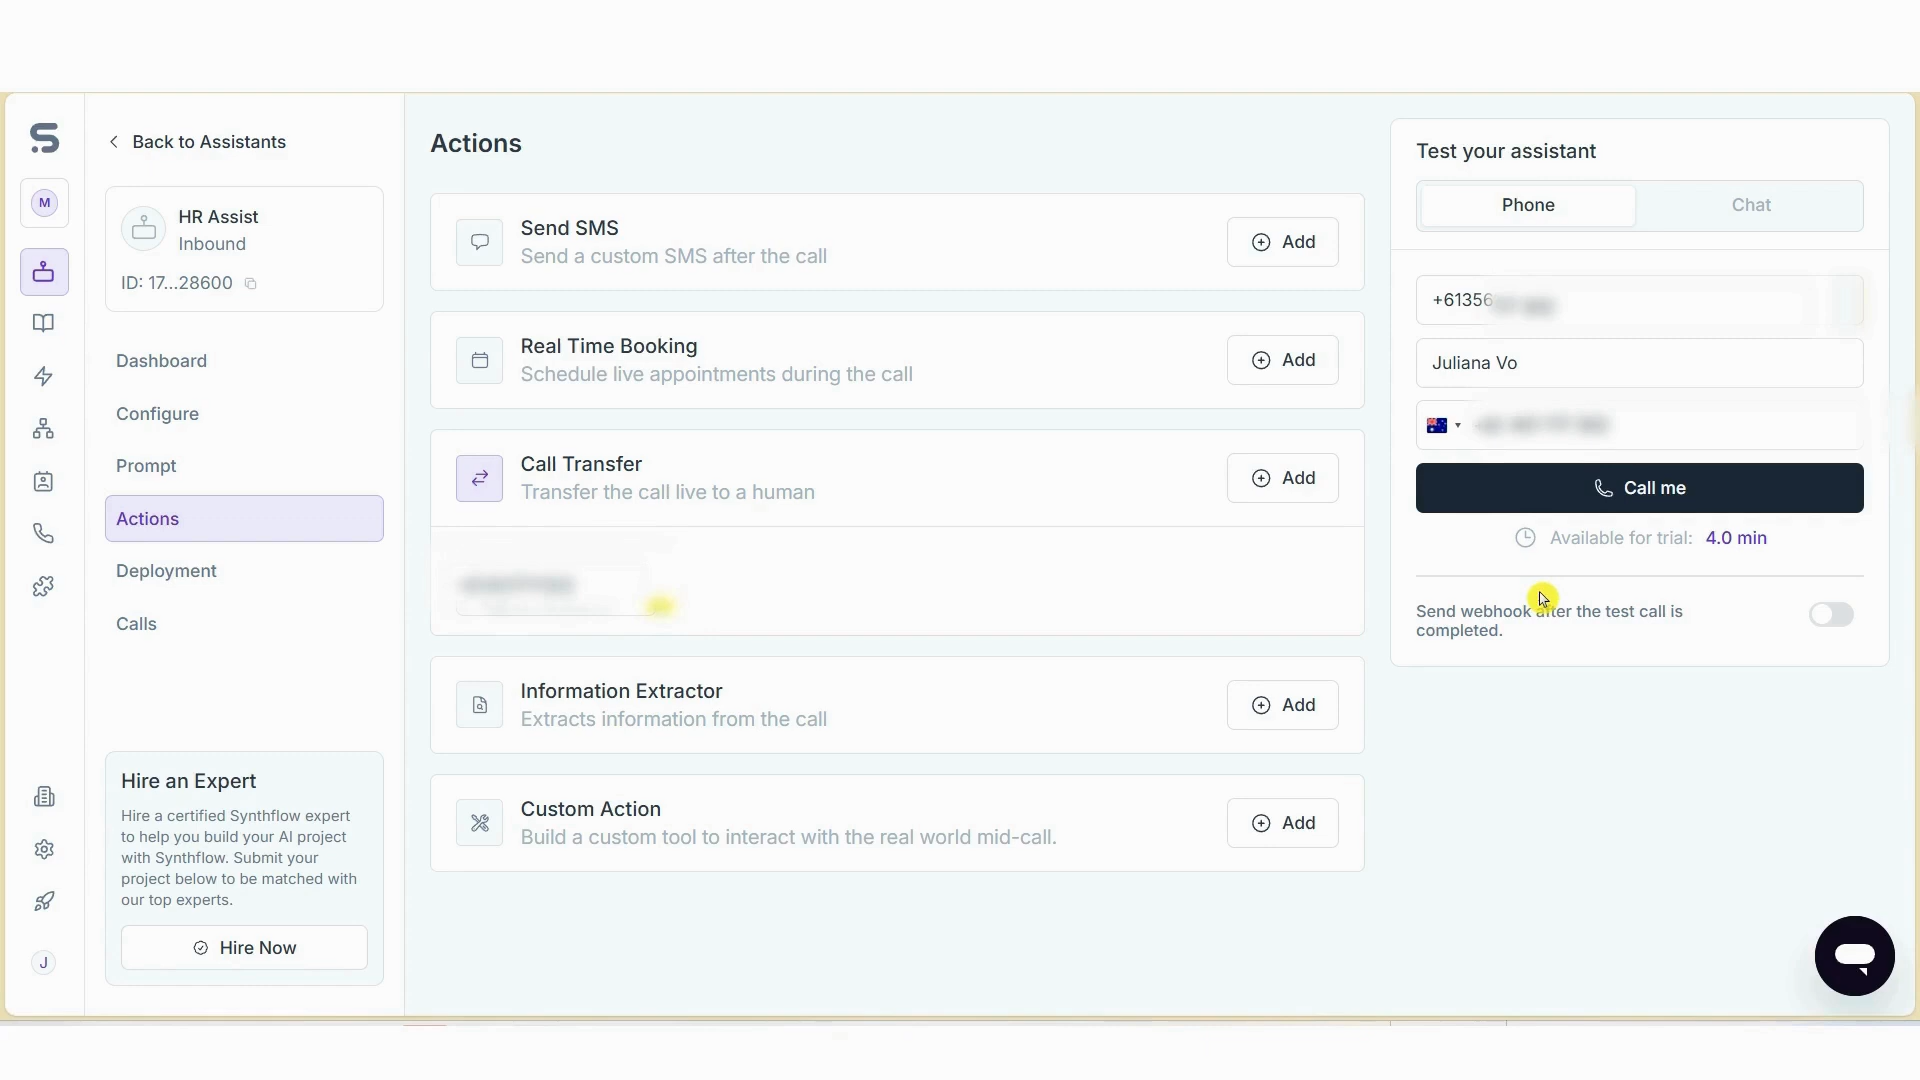 M
J
Back to Assistants
HR Assist
Inbound
ID: 17...28600
Dashboard
Configure
Prompt
Actions
Deployment
Calls
Hire an Expert
Hire a certified Synthflow expert
to help you build your AI project
with Synthflow. Submit your
project below to be matched with
our top experts.
Hire Now
Actions
Send SMS
Send a custom SMS after the call
Add
Real Time Booking
Schedule live appointments during the call
Add
Call Transfer
Transfer the call live to a human
Add
Information Extractor
Extracts information from the call
Add
Custom Action
Build a custom tool to interact with the real world mid-call.
Add
Test your assistant
Phone
Chat
+61356
Juliana Vo
Call me
Available for trial: 4.0 min
Send webhook after the test call is
completed.